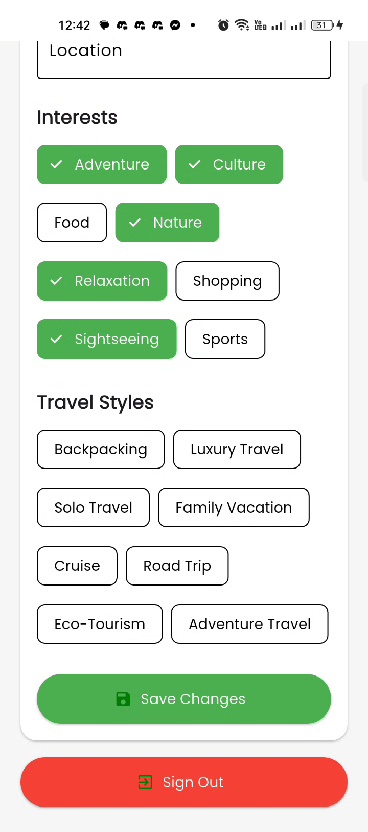 12:42
Vo
LTE
31
Location
Interests
Adventure Culture
Food Nature
Relaxation Shopping
Sightseeing Sports
Travel Styles
Backpacking Luxury Travel
Solo Travel Family Vacation
Cruise Road Trip
Eco-Tourism Adventure Travel
Save Changes
Sign Out